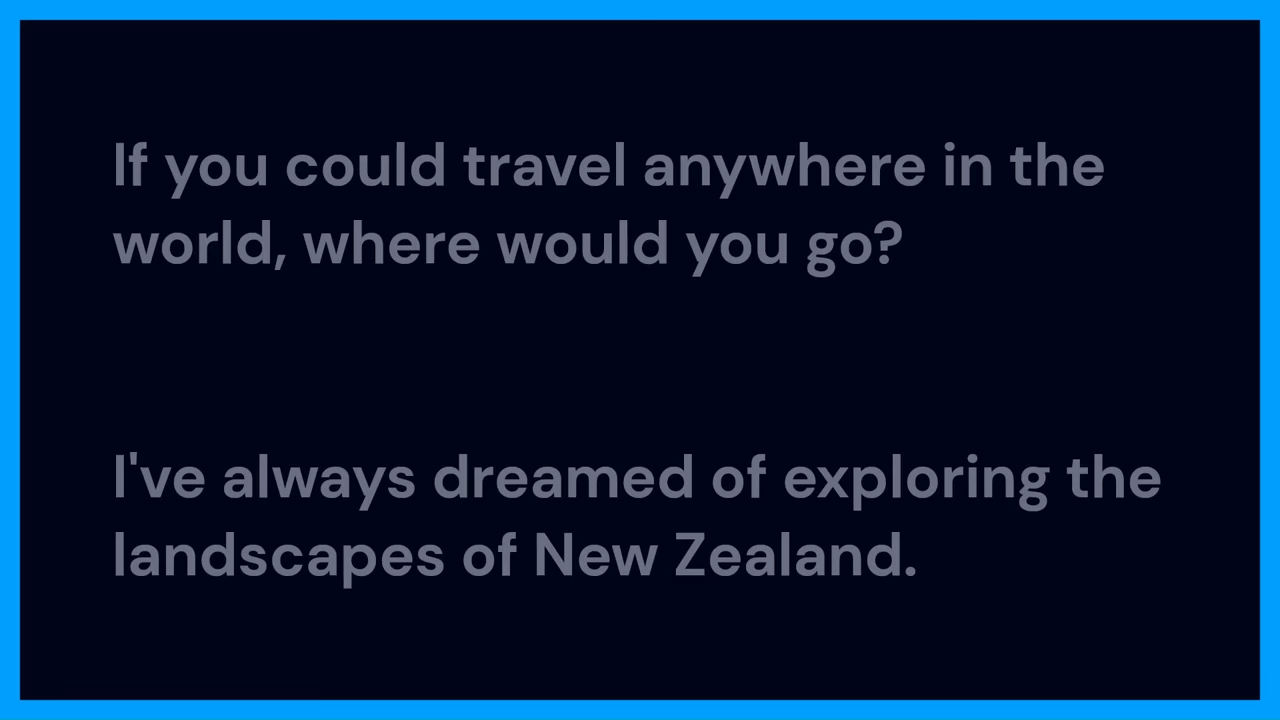 If you could travel anywhere in the
world, where would you go?
I've always dreamed of exploring the
landscapes of New Zealand.